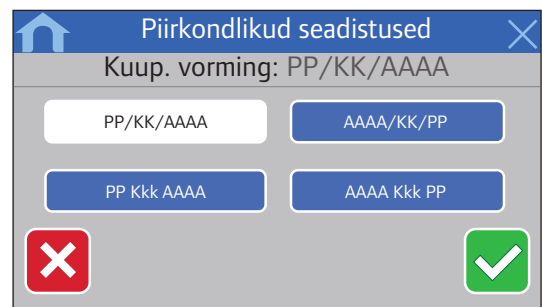 Piirkondlikud seadistused
Kuup. vorming: PP/KK/AAAA
PP/KK/AAAA
AAAA/KK/PP
PP Kkk AAAA
AAAA Kkk PP